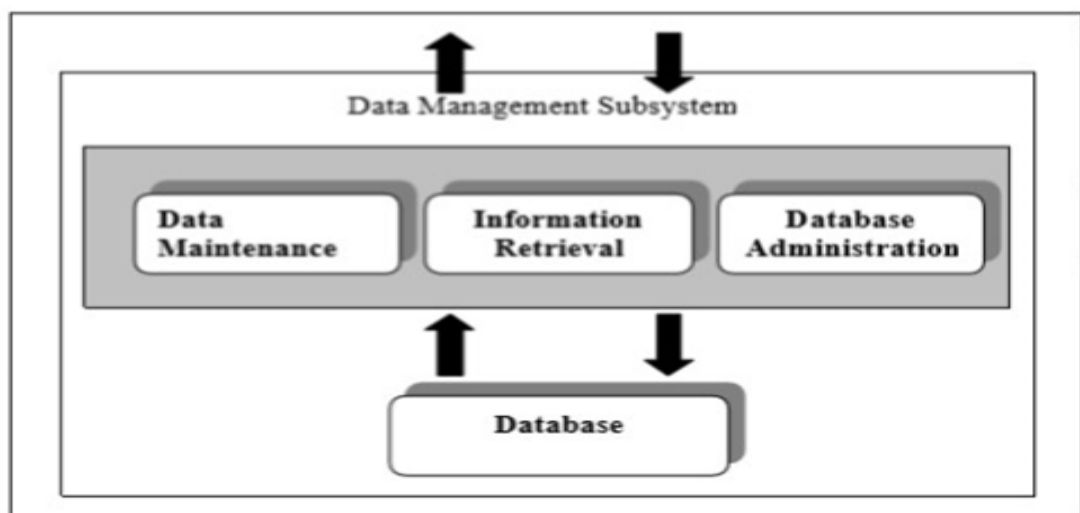 Data Management Subsystem
Data
Maintenance
Information
Retrieval
Database
Administration
Database